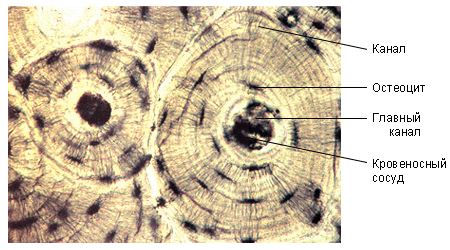 Канал
Остеоцит
Главный
канал
Кровеносный
сосуд